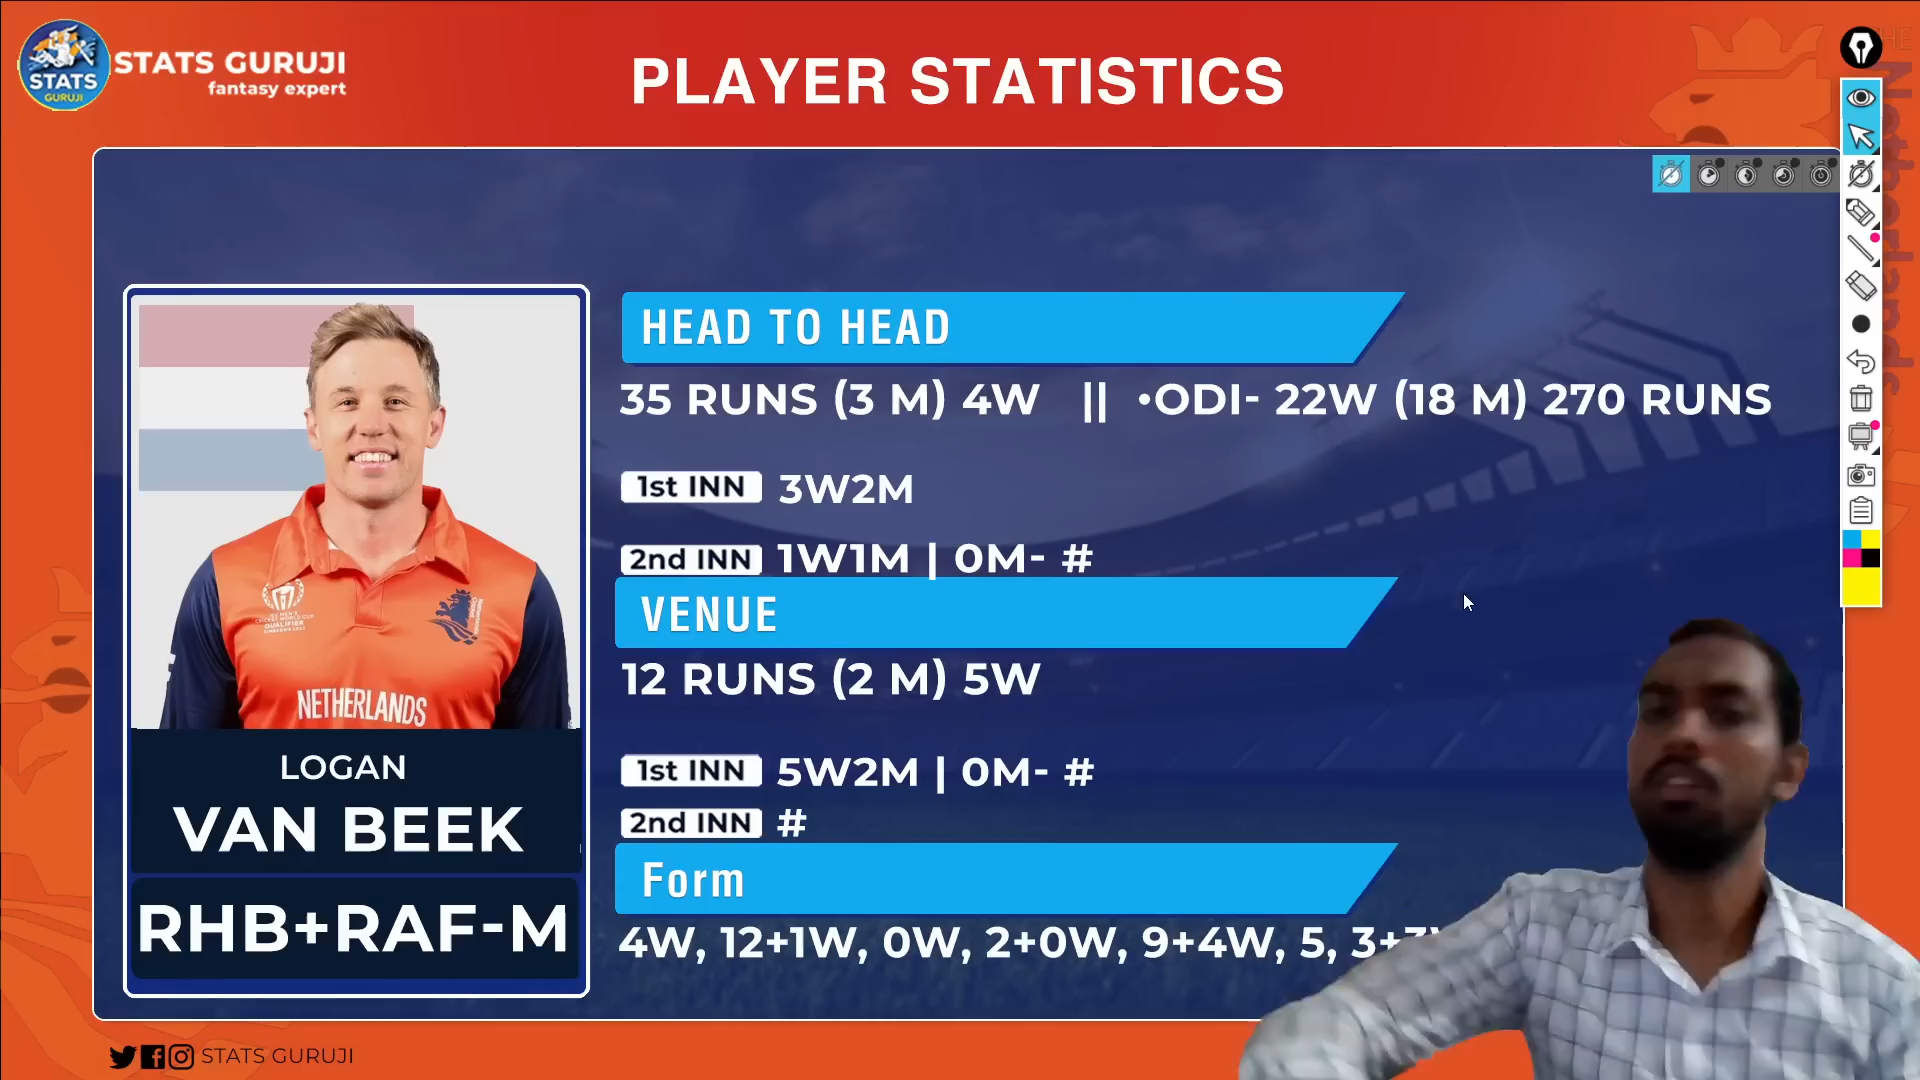 STATS GURUJI
fantasy expert
STATS
GURUJI
PLAYER STATISTICS
HEAD TO HEAD
35 RUNS (3 M) 4W || •ODI- 22W (18 M) 270 RUNS
1st INN 3W2M
2nd INN 1W1M | 0M- #
VENUE
12 RUNS (2 M) 5W
1st INN 5W2M | 0M- #
2nd INN #
Form
4W, 12+1W, 0W, 2+0W, 9+4W, 5,
NETHERLANDS
LOGAN
VAN BEEK
RHB+RAF-M
STATS GURUJI
Netherlands